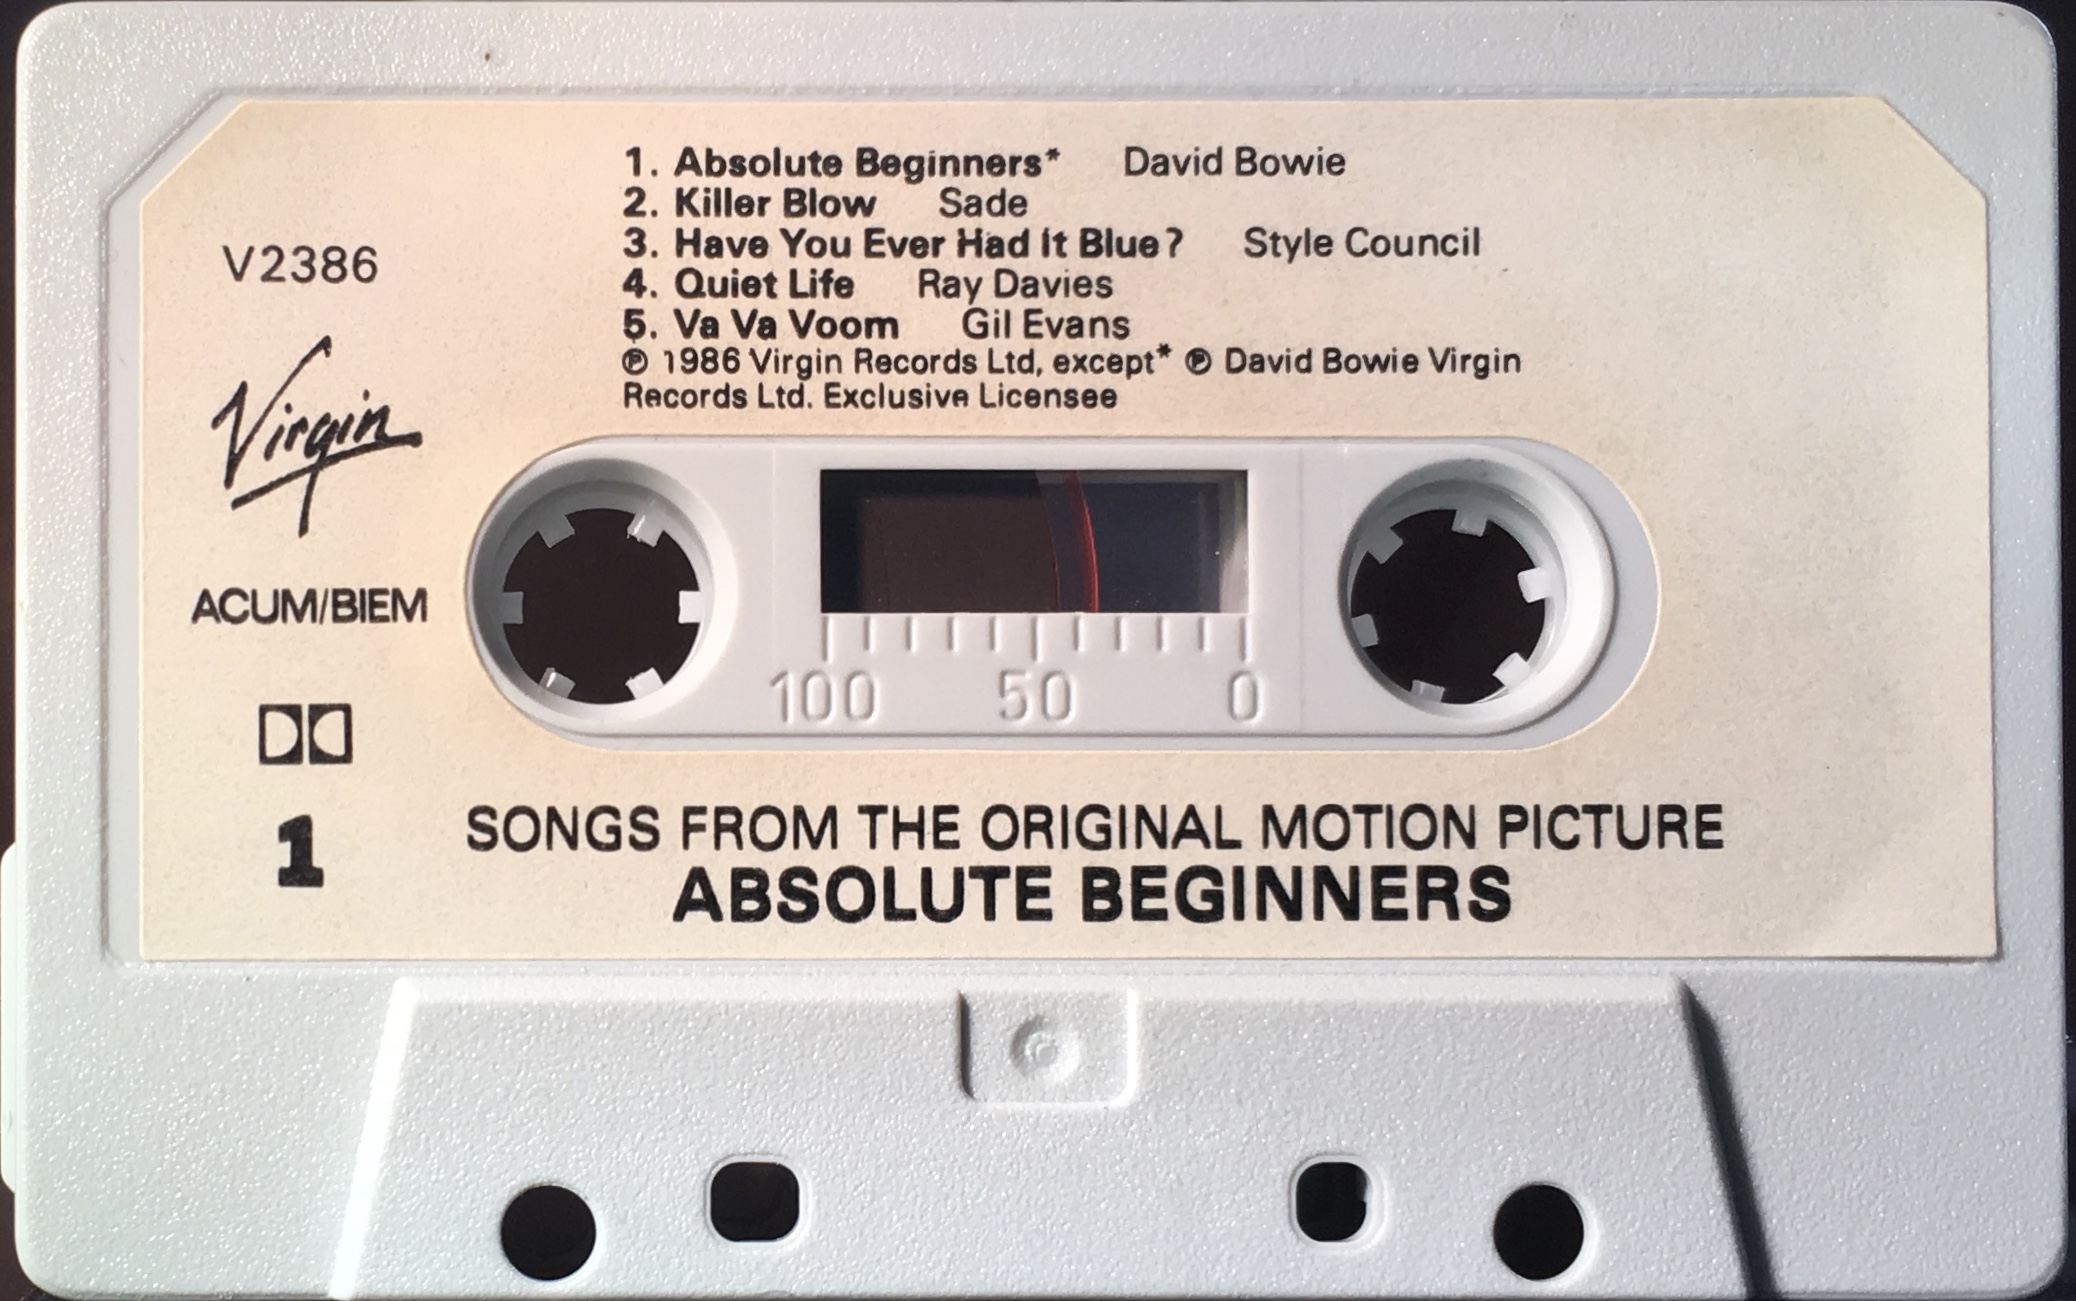 1. Absolute Beginners* David Bowie
2. Killer Blow Sade
3. Have You Ever Had It Blue? Style Council
4. Quiet Life Ray Davies
5. Va Va Voom Gil Evans
℗ 1986 Virgin Records Ltd, except* ℗ David Bowie Virgin
Records Ltd. Exclusive Licensee
V2386
Virgin
ACUM/BIEM
1
100 50 0
SONGS FROM THE ORIGINAL MOTION PICTURE
ABSOLUTE BEGINNERS